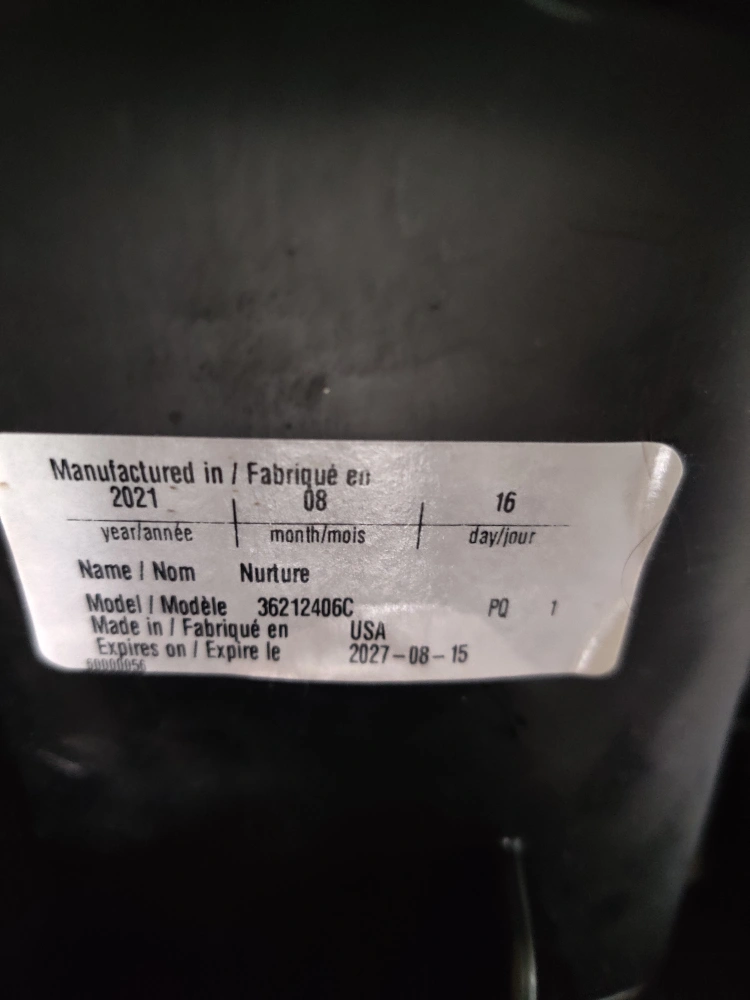 Manufactured in / Fabriqué en
2021 08 16
year/année month/mois day/jour
Name / Nom Nurture
Model / Modèle 36212406C PQ 1
Made in / Fabriqué en USA
Expires on / Expire le 2027-08-15
60000056